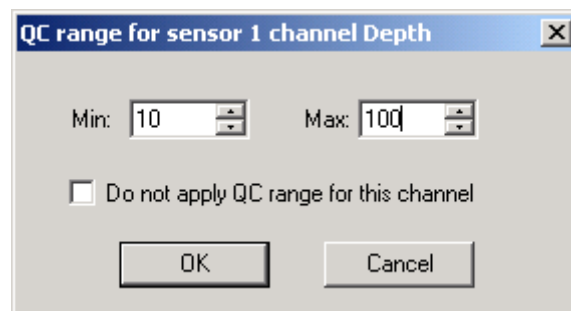 QC range for sensor 1 channel Depth
Min: 10 Max: 100
Do not apply QC range for this channel
OK Cancel